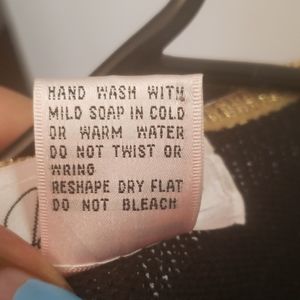 HAND WASH WITH
MILD SOAP IN COLD
OR WARM WATER
DO NOT TWIST OR
WRING
RESHAPE DRY FLAT
DO NOT BLEACH